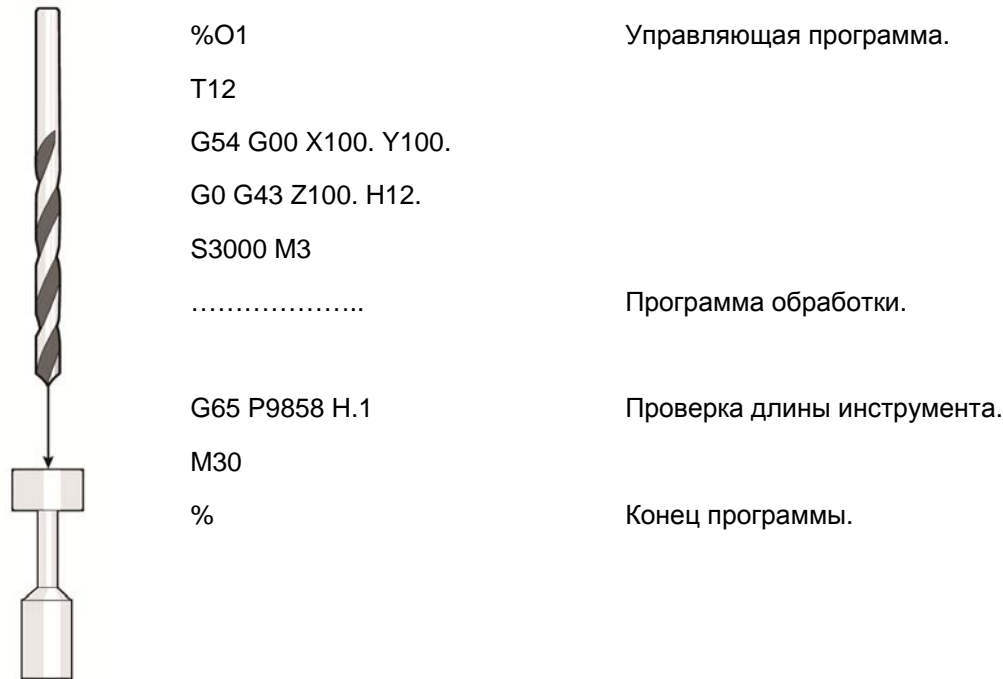 %O1 Управляющая программа.
T12
G54 G00 X100. Y100.
G0 G43 Z100. H12.
S3000 M3
……………….. Программа обработки.
G65 P9858 H.1 Проверка длины инструмента.
M30
% Конец программы.